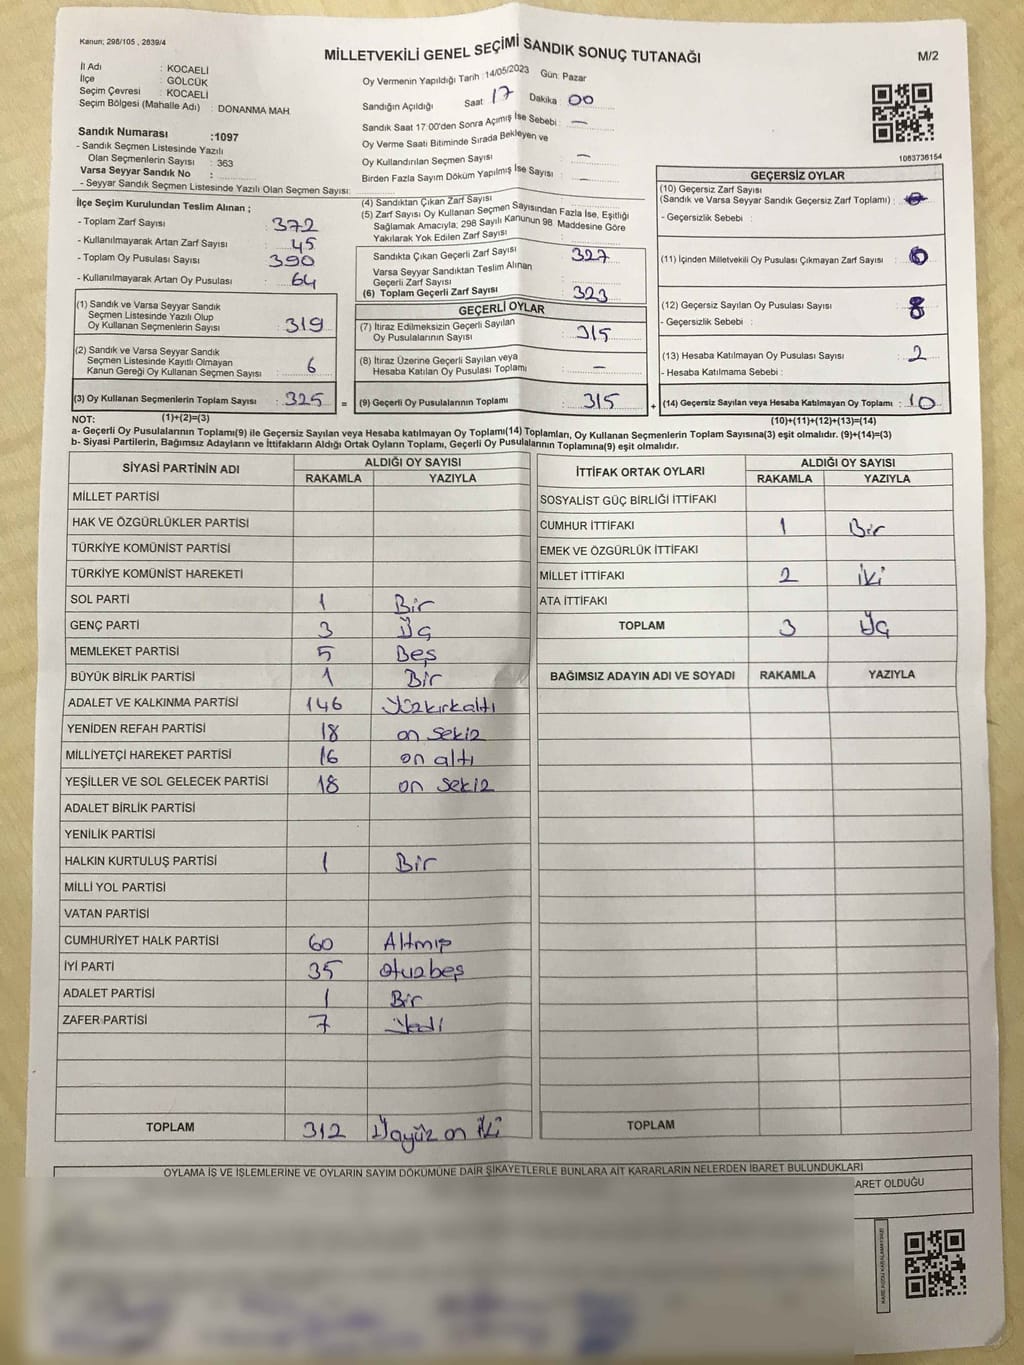 Kanun: 298/105 , 2839/4
MİLLETVEKİLİ GENEL SEÇİMİ SANDIK SONUÇ TUTANAĞI
M/2
İl Adı : KOCAELİ
İlçe : GÖLCÜK
Seçim Çevresi : KOCAELİ
Seçim Bölgesi (Mahalle Adı) : DONANMA MAH.
Sandık Numarası : 1097
- Sandık Seçmen Listesinde Yazılı
Olan Seçmenlerin Sayısı : 363
Varsa Seyyar Sandık No :
- Seyyar Sandık Seçmen Listesinde Yazılı Olan Seçmen Sayısı:
Oy Vermenin Yapıldığı Tarih : 14/05/2023 Gün: Pazar
Sandığın Açıldığı Saat : 17 Dakika : 00
Sandık Saat 17:00'den Sonra Açımış İse Sebebi : —
Oy Verme Saati Bitiminde Sırada Bekleyen ve
Oy Kullandırılan Seçmen Sayısı : —
Birden Fazla Sayım Döküm Yapılmış İse Sayısı : —
1083736154
İlçe Seçim Kurulundan Teslim Alınan ;
- Toplam Zarf Sayısı : 372
- Kullanılmayarak Artan Zarf Sayısı : 45
- Toplam Oy Pusulası Sayısı : 390
- Kullanılmayarak Artan Oy Pusulası : 64
(1) Sandık ve Varsa Seyyar Sandık
Seçmen Listesinde Yazılı Olup
Oy Kullanan Seçmenlerin Sayısı : 319
(2) Sandık ve Varsa Seyyar Sandık
Seçmen Listesinde Kayıtlı Olmayan
Kanun Gereği Oy Kullanan Seçmen Sayısı : 6
(3) Oy Kullanan Seçmenlerin Toplam Sayısı : 325 =
(4) Sandıktan Çıkan Zarf Sayısı :
(5) Zarf Sayısı Oy Kullanan Seçmen Sayısından Fazla İse, Eşitliği
Sağlamak Amacıyla; 298 Sayılı Kanunun 98. Maddesine Göre
Yakılarak Yok Edilen Zarf Sayısı :
Sandıkta Çıkan Geçerli Zarf Sayısı : 327
Varsa Seyyar Sandıktan Teslim Alınan
Geçerli Zarf Sayısı :
(6) Toplam Geçerli Zarf Sayısı : 323
GEÇERLİ OYLAR
(7) İtiraz Edilmeksizin Geçerli Sayılan
Oy Pusulalarının Sayısı : 315
(8) İtiraz Üzerine Geçerli Sayılan veya
Hesaba Katılan Oy Pusulası Toplamı : —
(9) Geçerli Oy Pusulalarının Toplamı : 315 +
GEÇERSİZ OYLAR
(10) Geçersiz Zarf Sayısı
(Sandık ve Varsa Seyyar Sandık Geçersiz Zarf Toplamı) :
- Geçersizlik Sebebi :
(11) İçinden Milletvekili Oy Pusulası Çıkmayan Zarf Sayısı :
(12) Geçersiz Sayılan Oy Pusulası Sayısı : 8
- Geçersizlik Sebebi :
(13) Hesaba Katılmayan Oy Pusulası Sayısı : 2
- Hesaba Katılmama Sebebi :
(14) Geçersiz Sayılan veya Hesaba Katılmayan Oy Toplamı : 10
NOT: (1)+(2)=(3) (10)+(11)+(12)+(13)=(14)
a- Geçerli Oy Pusulalarının Toplamı(9) ile Geçersiz Sayılan veya Hesaba katılmayan Oy Toplamı(14) Toplamları, Oy Kullanan Seçmenlerin Toplam Sayısına(3) eşit olmalıdır. (9)+(14)=(3)
b- Siyasi Partilerin, Bağımsız Adayların ve İttifakların Aldığı Ortak Oyların Toplamı, Geçerli Oy Pusulalarının Toplamına(9) eşit olmalıdır.
SİYASİ PARTİNİN ADI ALDIĞI OY SAYISI
RAKAMLA YAZIYLA
MİLLET PARTİSİ
HAK VE ÖZGÜRLÜKLER PARTİSİ
TÜRKİYE KOMÜNİST PARTİSİ
TÜRKİYE KOMÜNİST HAREKETİ
SOL PARTİ 1 Bir
GENÇ PARTİ 3 Üç
MEMLEKET PARTİSİ 5 Beş
BÜYÜK BİRLİK PARTİSİ 1 Bir
ADALET VE KALKINMA PARTİSİ 146 Yüzkırkaltı
YENİDEN REFAH PARTİSİ 18 on sekiz
MİLLİYETÇİ HAREKET PARTİSİ 16 on altı
YEŞİLLER VE SOL GELECEK PARTİSİ 18 on sekiz
ADALET BİRLİK PARTİSİ
YENİLİK PARTİSİ
HALKIN KURTULUŞ PARTİSİ 1 Bir
MİLLİ YOL PARTİSİ
VATAN PARTİSİ
CUMHURİYET HALK PARTİSİ 60 Altmış
İYİ PARTİ 35 otuzbeş
ADALET PARTİSİ 1 Bir
ZAFER PARTİSİ 7 Yedi
TOPLAM 312 Üçyüz on iki
İTTİFAK ORTAK OYLARI ALDIĞI OY SAYISI
RAKAMLA YAZIYLA
SOSYALİST GÜÇ BİRLİĞİ İTTİFAKI
CUMHUR İTTİFAKI 1 Bir
EMEK VE ÖZGÜRLÜK İTTİFAKI
MİLLET İTTİFAKI 2 iki
ATA İTTİFAKI
TOPLAM 3 Üç
BAĞIMSIZ ADAYIN ADI VE SOYADI RAKAMLA YAZIYLA
TOPLAM
OYLAMA İŞ VE İŞLEMLERİNE VE OYLARIN SAYIM DÖKÜMÜNE DAİR ŞİKAYETLERLE BUNLARA AİT KARARLARIN NELERDEN İBARET BULUNDUKLARI
ARET OLDUĞU